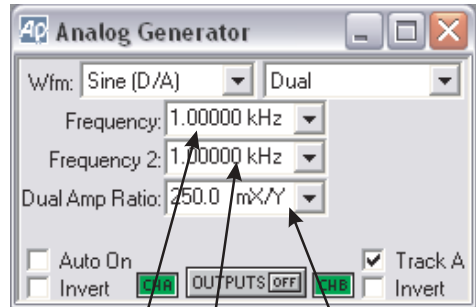 Ap Analog Generator
Wfm: Sine (D/A) Dual
Frequency: 1.00000 kHz
Frequency 2: 1.00000 kHz
Dual Amp Ratio: 250.0 mX/Y
Auto On Track A
Invert CHA OUTPUTS OFF CHB Invert